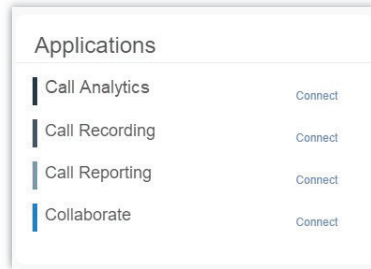 Applications
Call Analytics Connect
Call Recording Connect
Call Reporting Connect
Collaborate Connect